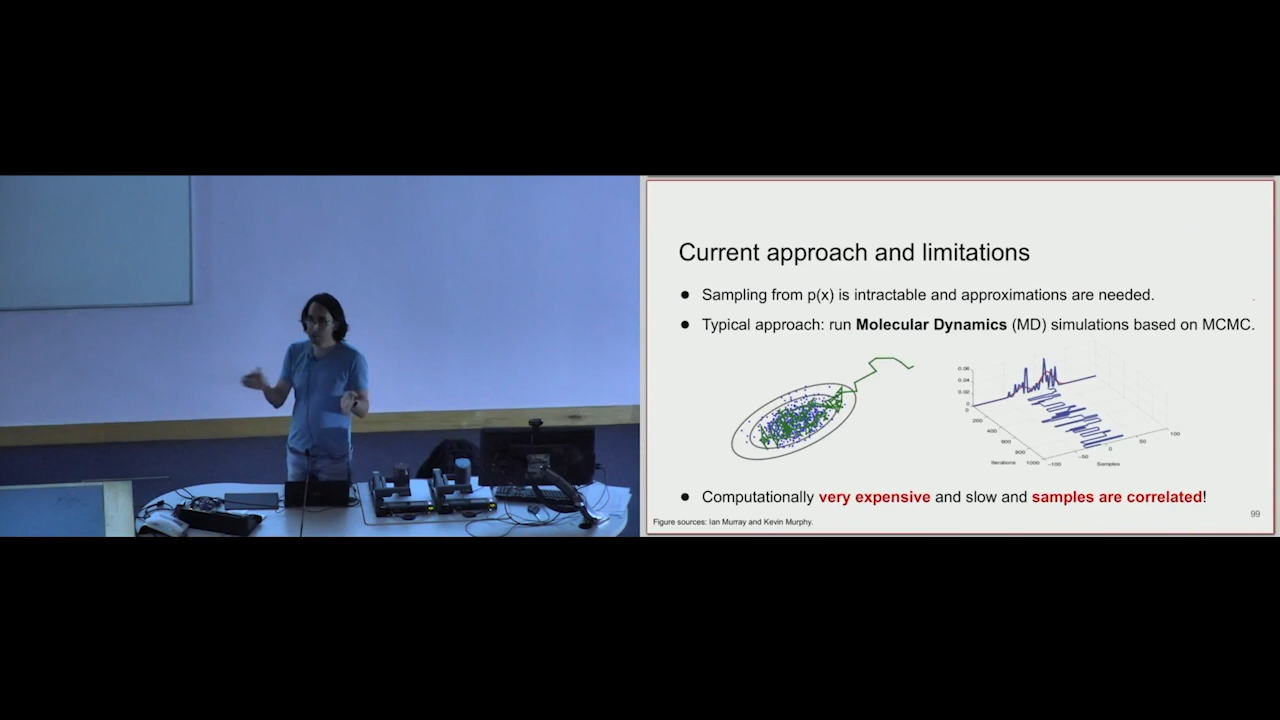 Current approach and limitations
● Sampling from p(x) is intractable and approximations are needed.
● Typical approach: run Molecular Dynamics (MD) simulations based on MCMC.
0.06
0.04
0.02
0
0
200
400
600
800
1000
Iterations
−100
−50
0
50
100
Samples
● Computationally very expensive and slow and samples are correlated!
Figure sources: Ian Murray and Kevin Murphy.
99